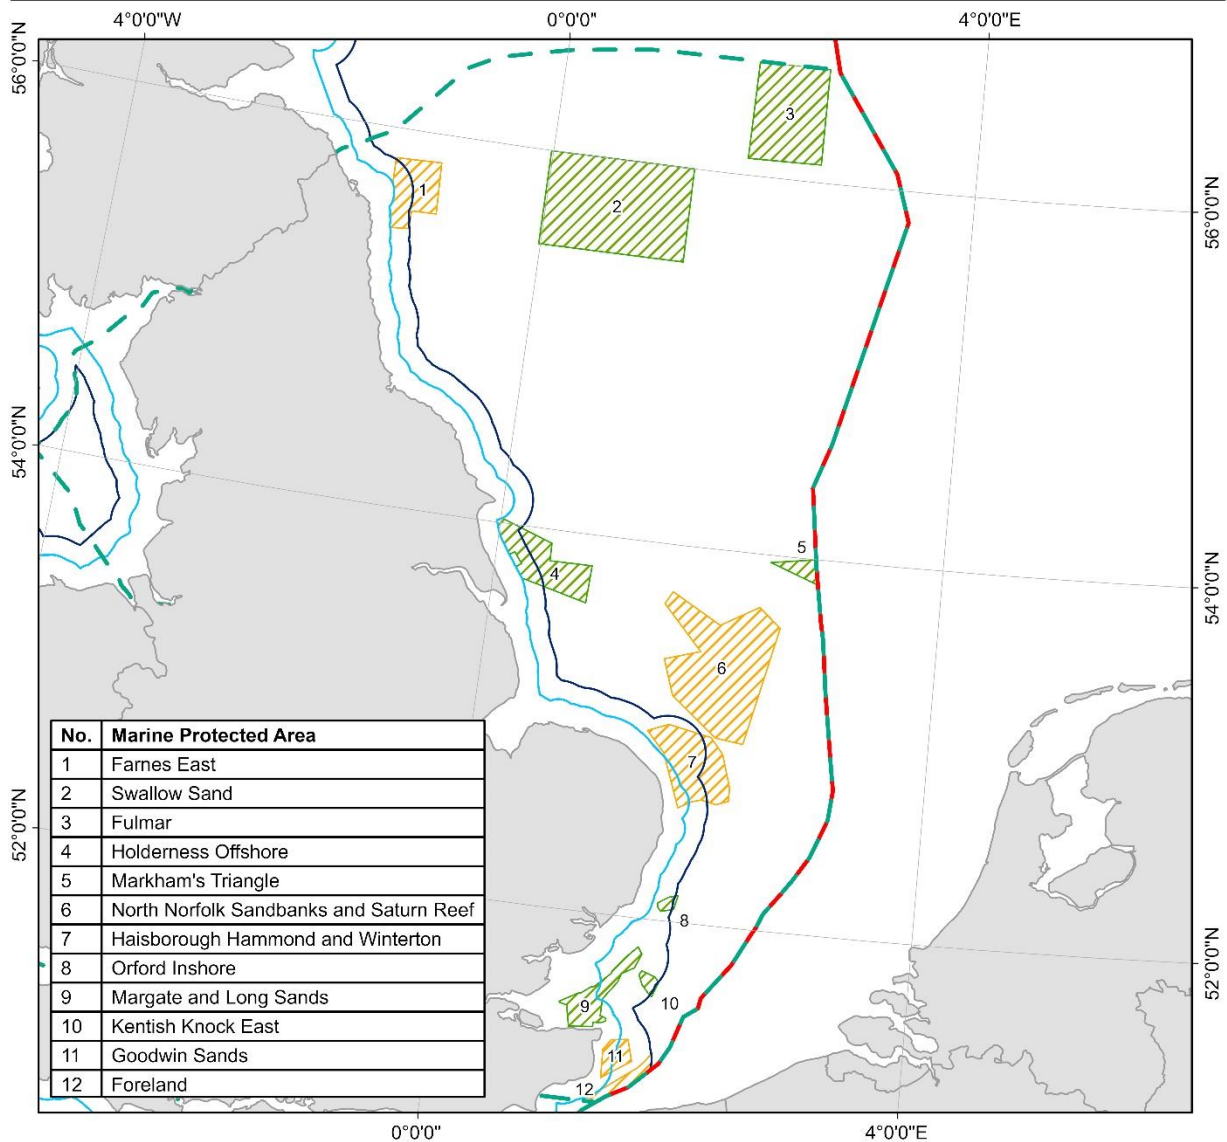 4°0'0"W 0°0'0" 4°0'0"E
56°0'0"N
54°0'0"N
52°0'0"N
56°0'0"N
54°0'0"N
52°0'0"N
1
2
3
4
5
6
7
8
9
10
11
12
No. Marine Protected Area
1 Farnes East
2 Swallow Sand
3 Fulmar
4 Holderness Offshore
5 Markham's Triangle
6 North Norfolk Sandbanks and Saturn Reef
7 Haisborough Hammond and Winterton
8 Orford Inshore
9 Margate and Long Sands
10 Kentish Knock East
11 Goodwin Sands
12 Foreland
0°0'0"E 4°0'0"E